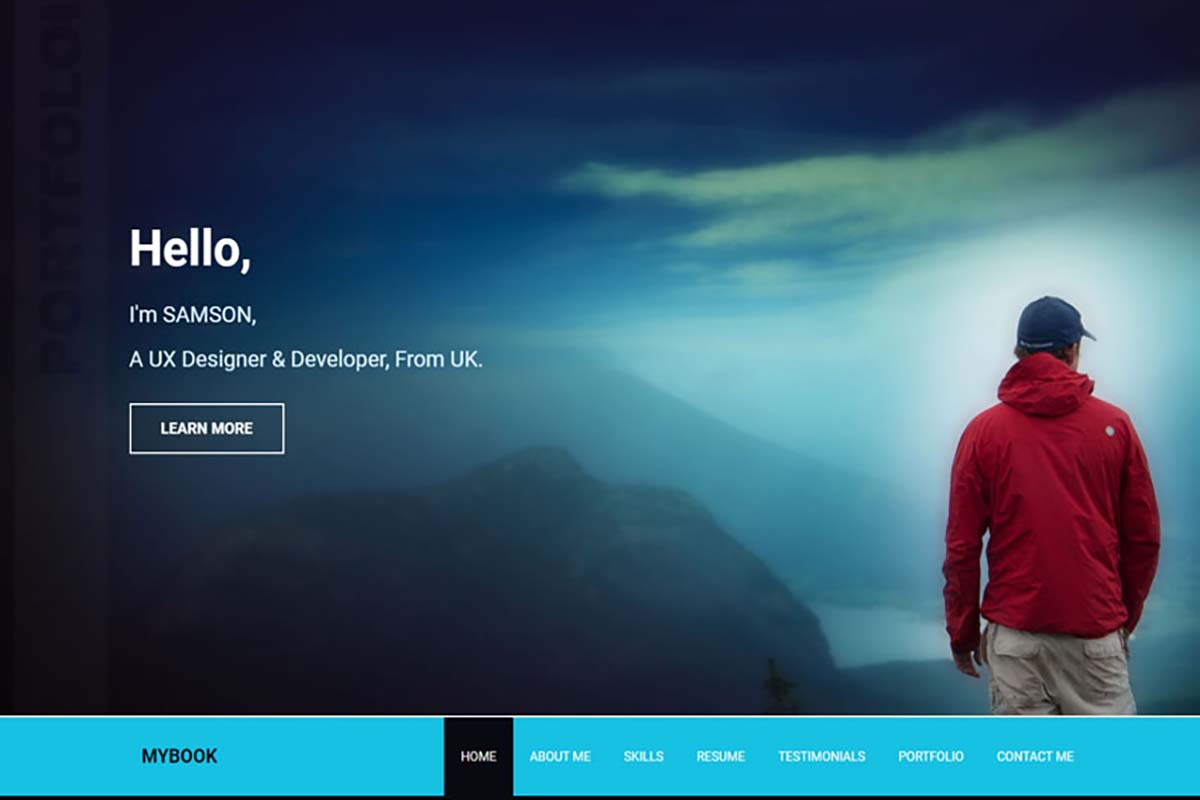 PORTFOLOI
Hello,
I'm SAMSON,
A UX Designer & Developer, From UK.
LEARN MORE
MYBOOK
HOME
ABOUT ME
SKILLS
RESUME
TESTIMONIALS
PORTFOLIO
CONTACT ME